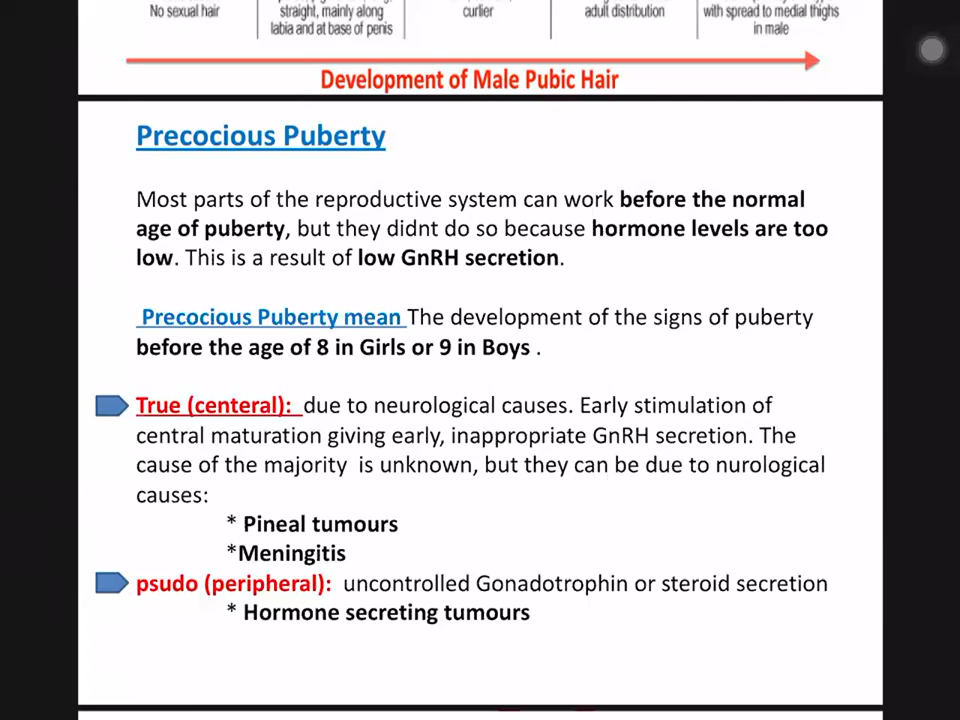 No sexual hair
straight, mainly along
labia and at base of penis
curlier
adult distribution
with spread to medial thighs
in male
Development of Male Pubic Hair
Precocious Puberty
Most parts of the reproductive system can work before the normal
age of puberty, but they didnt do so because hormone levels are too
low. This is a result of low GnRH secretion.
Precocious Puberty mean The development of the signs of puberty
before the age of 8 in Girls or 9 in Boys .
True (centeral): due to neurological causes. Early stimulation of
central maturation giving early, inappropriate GnRH secretion. The
cause of the majority is unknown, but they can be due to nurological
causes:
* Pineal tumours
*Meningitis
psudo (peripheral): uncontrolled Gonadotrophin or steroid secretion
* Hormone secreting tumours